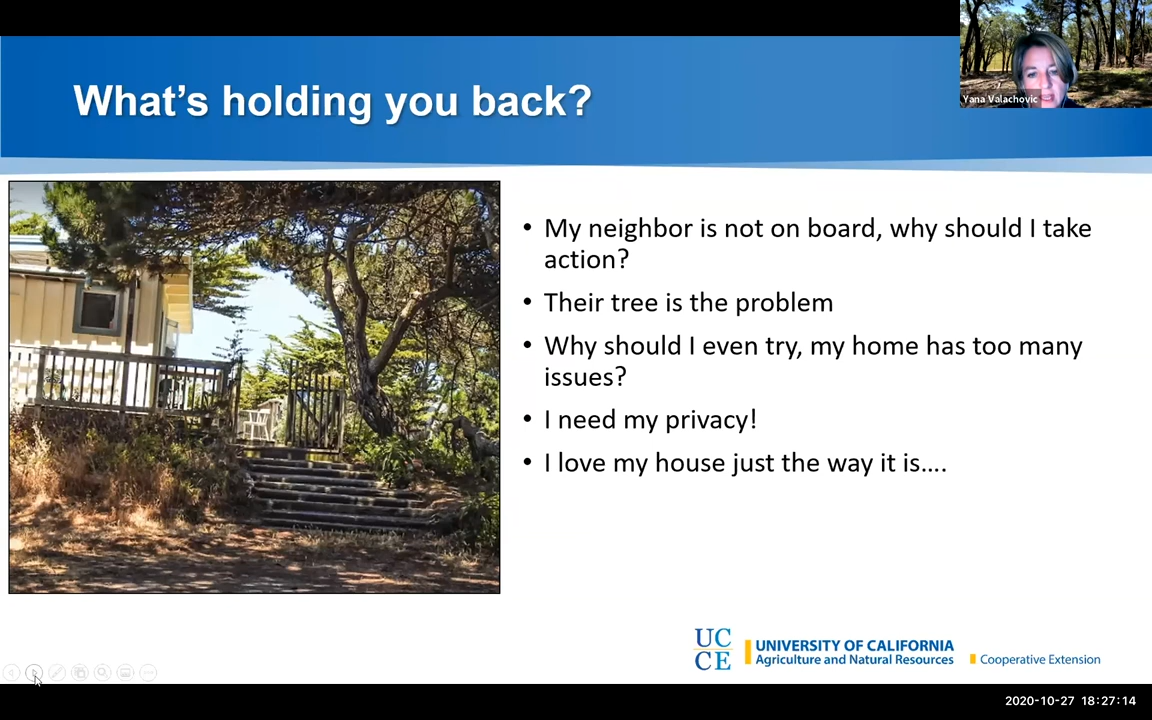 Yana Valachovic
What's holding you back?
• My neighbor is not on board, why should I take
action?
• Their tree is the problem
• Why should I even try, my home has too many
issues?
• I need my privacy!
• I love my house just the way it is....
UC
CE
UNIVERSITY OF CALIFORNIA
Agriculture and Natural Resources
Cooperative Extension
2020-10-27 18:27:14